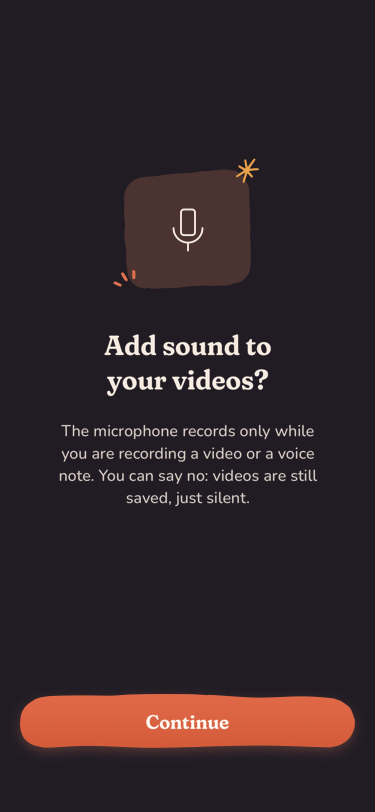 Add sound to
your videos?
The microphone records only while
you are recording a video or a voice
note. You can say no: videos are still
saved, just silent.
Continue